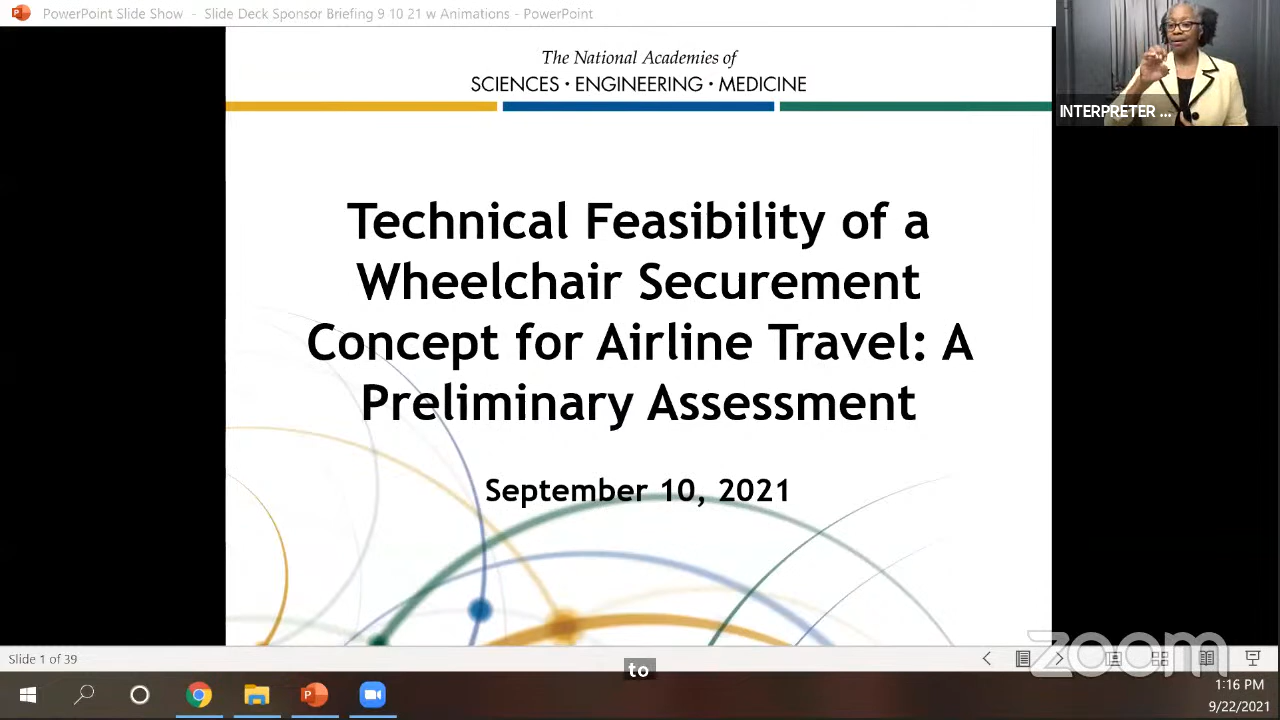 PowerPoint Slide Show - Slide Deck Sponsor Briefing 9 10 21 w Animations - PowerPoint
The National Academies of
SCIENCES · ENGINEERING · MEDICINE
INTERPRETER ...
Technical Feasibility of a
Wheelchair Securement
Concept for Airline Travel: A
Preliminary Assessment
September 10, 2021
zoom
Slide 1 of 39
to
1:16 PM
9/22/2021